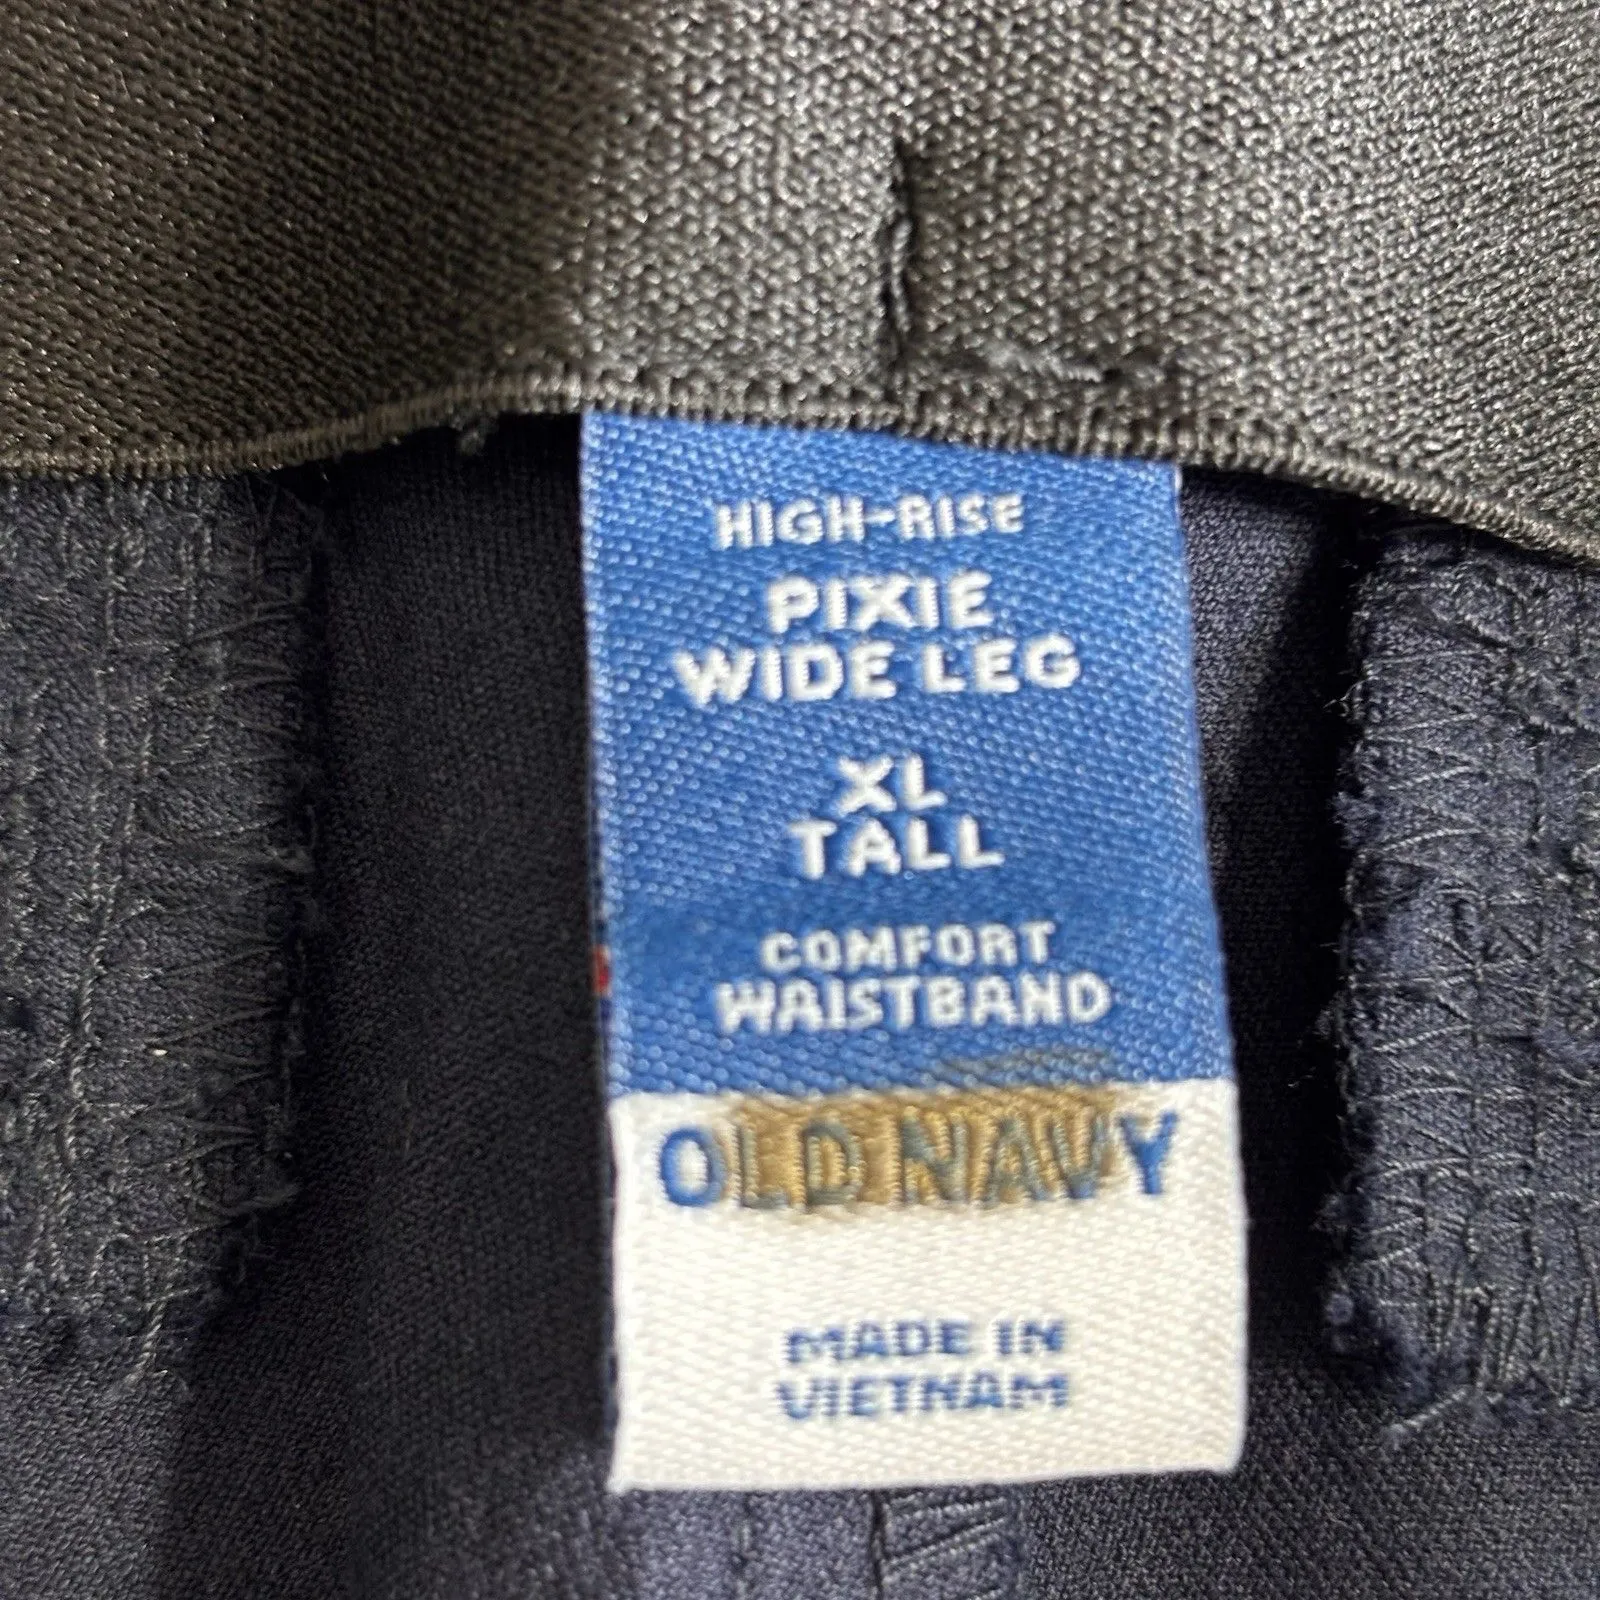 HIGH-RISE
PIXIE
WIDE LEG
XL
TALL
COMFORT
WAISTBAND
OLD NAVY
MADE IN
VIETNAM